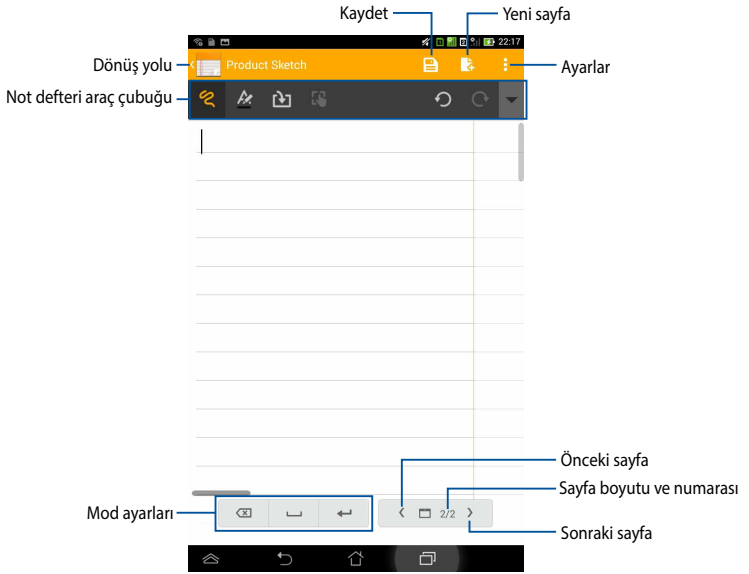 Kaydet
Yeni sayfa
22:17
Dönüş yolu
Product Sketch
Ayarlar
Not defteri araç çubuğu
Önceki sayfa
Sayfa boyutu ve numarası
Mod ayarları
2/2
Sonraki sayfa